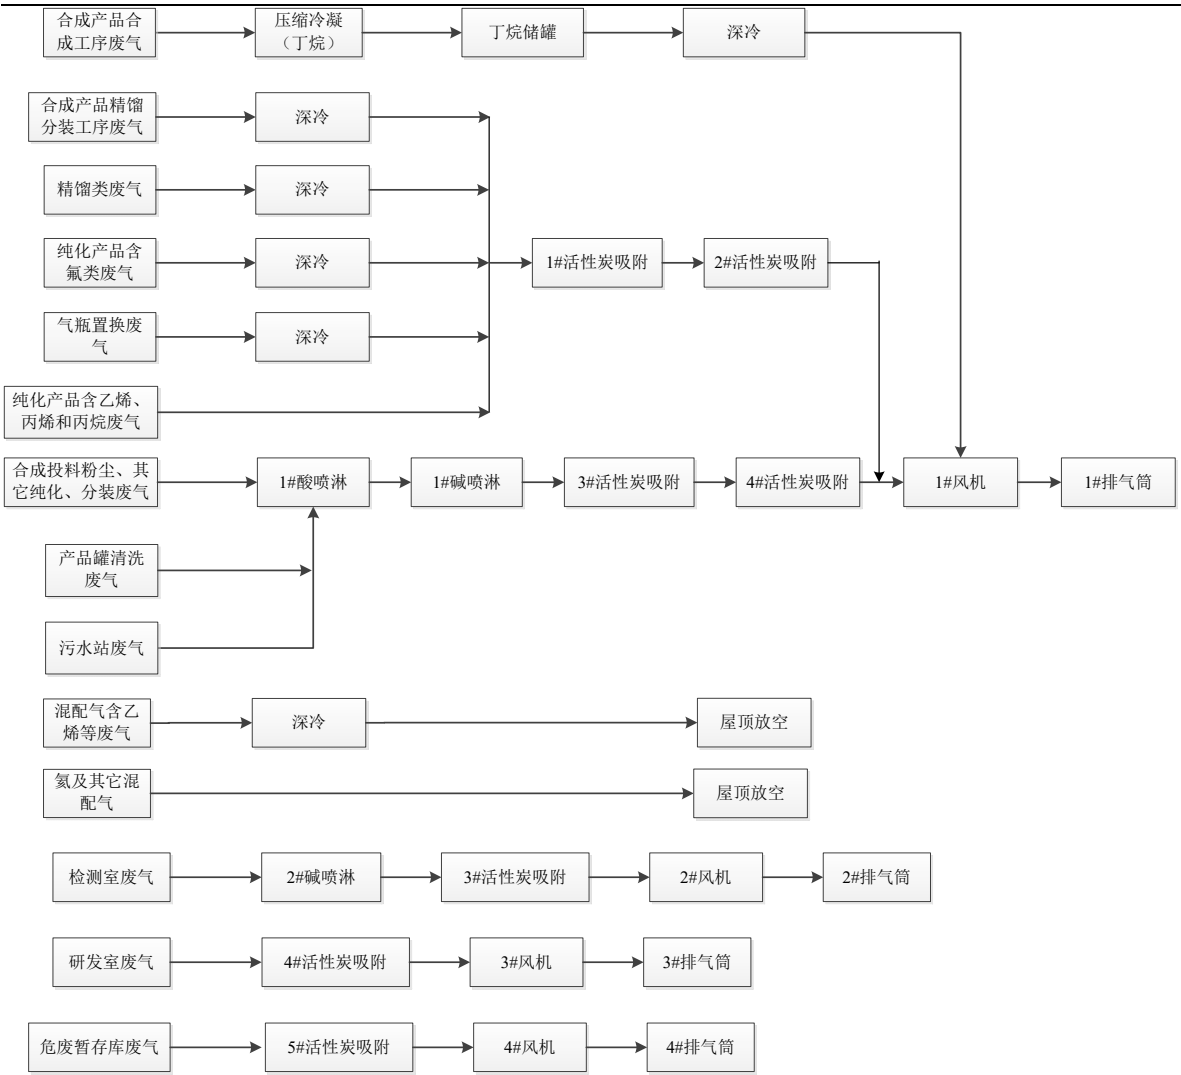 合成产品合
成工序废气
压缩冷凝
（丁烷）
丁烷储罐
深冷
合成产品精馏
分装工序废气
深冷
精馏类废气
深冷
纯化产品含
氟类废气
深冷
1#活性炭吸附
2#活性炭吸附
气瓶置换废
气
深冷
纯化产品含乙烯、
丙烯和丙烷废气
合成投料粉尘、其
它纯化、分装废气
1#酸喷淋
1#碱喷淋
3#活性炭吸附
4#活性炭吸附
1#风机
1#排气筒
产品罐清洗
废气
污水站废气
混配气含乙
烯等废气
深冷
屋顶放空
氦及其它混
配气
屋顶放空
检测室废气
2#碱喷淋
3#活性炭吸附
2#风机
2#排气筒
研发室废气
4#活性炭吸附
3#风机
3#排气筒
危废暂存库废气
5#活性炭吸附
4#风机
4#排气筒